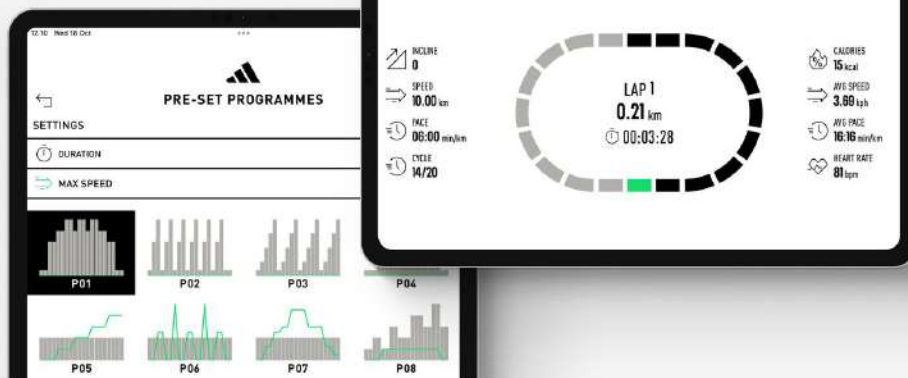 12:10 Wed 18 Oct
PRE-SET PROGRAMMES
SETTINGS
DURATION
MAX SPEED
P01
P02
P03
P04
P05
P06
P07
P08
INCLINE
0
SPEED
10.00 km
PACE
06:00 min/km
CYCLE
14/20
LAP 1
0.21 km
00:03:28
CALORIES
15 kcal
AVG SPEED
3.69 kph
AVG PACE
16:16 min/km
HEART RATE
81 bpm